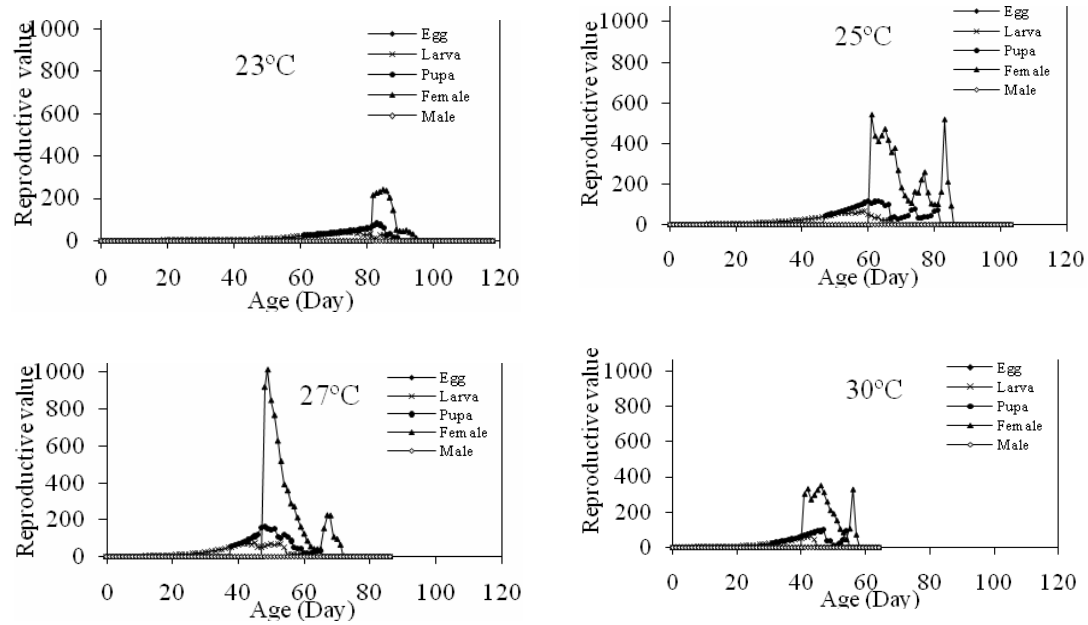 Reproductive value
1000
800
600
400
200
0
23°C
Egg
Larva
Pupa
Female
Male
0 20 40 60 80 100 120
Age (Day)
Reproductive value
1000
800
600
400
200
0
25°C
Egg
Larva
Pupa
Female
Male
0 20 40 60 80 100 120
Age (Day)
Reproductive value
1000
800
600
400
200
0
27°C
Egg
Larva
Pupa
Female
Male
0 20 40 60 80 100 120
Age (Day)
Reproductive value
1000
800
600
400
200
0
30°C
Egg
Larva
Pupa
Female
Male
0 20 40 60 80 100 120
Age (Day)